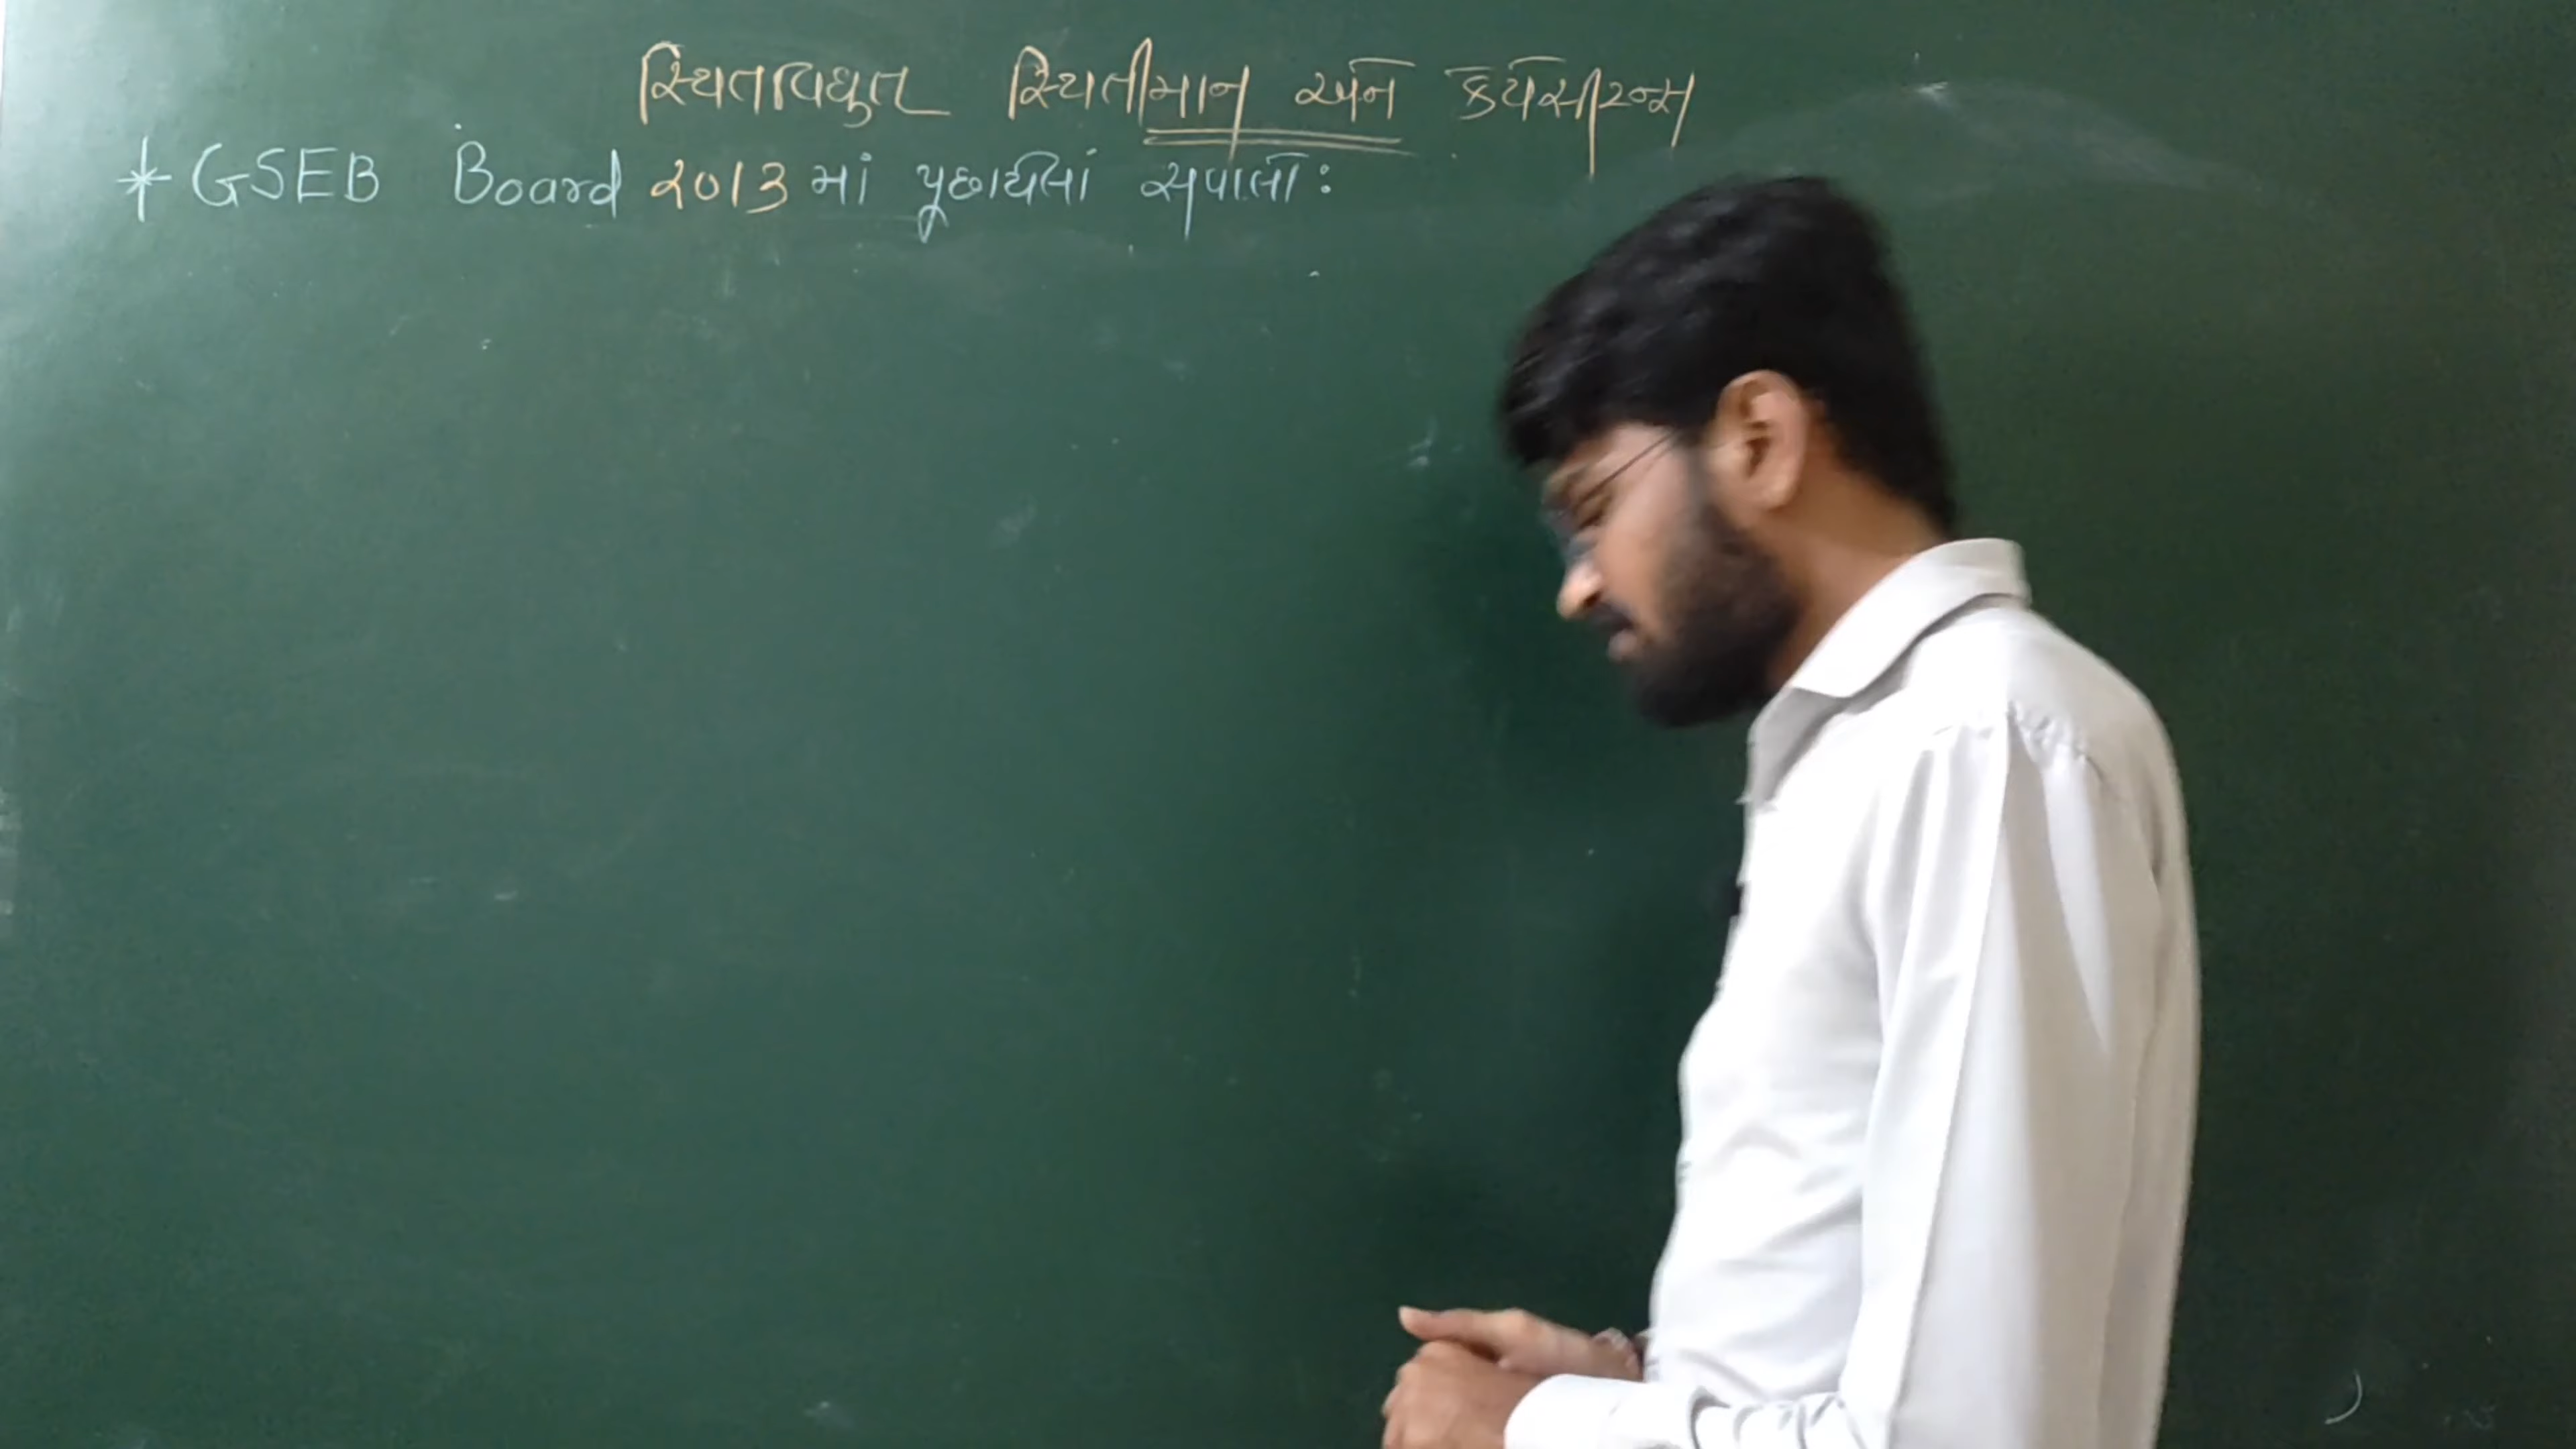 સ્થિતવિદ્યુત સ્થિતીમાન અને કેપેસીટન્સ
* GSEB Board 2013 માં પુછાયેલાં સવાલો :